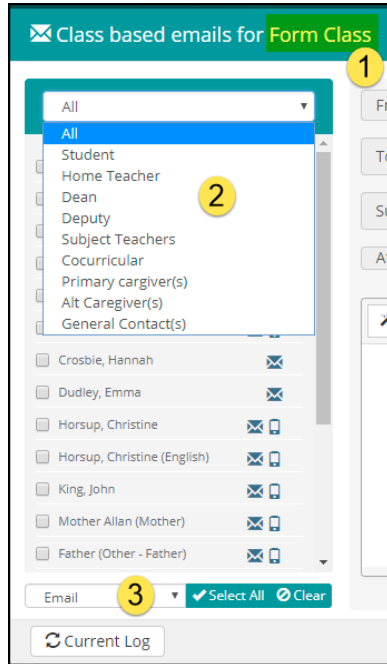 Class based emails for Form Class
1
All
All
Student
Home Teacher
Dean
Deputy
Subject Teachers
Cocurricular
Primary cargiver(s)
Alt Caregiver(s)
General Contact(s)
2
Crosbie, Hannah
Dudley, Emma
Horsup, Christine
Horsup, Christine (English)
King, John
Mother Allan (Mother)
Father (Other - Father)
Email
3
Select All
Clear
Current Log